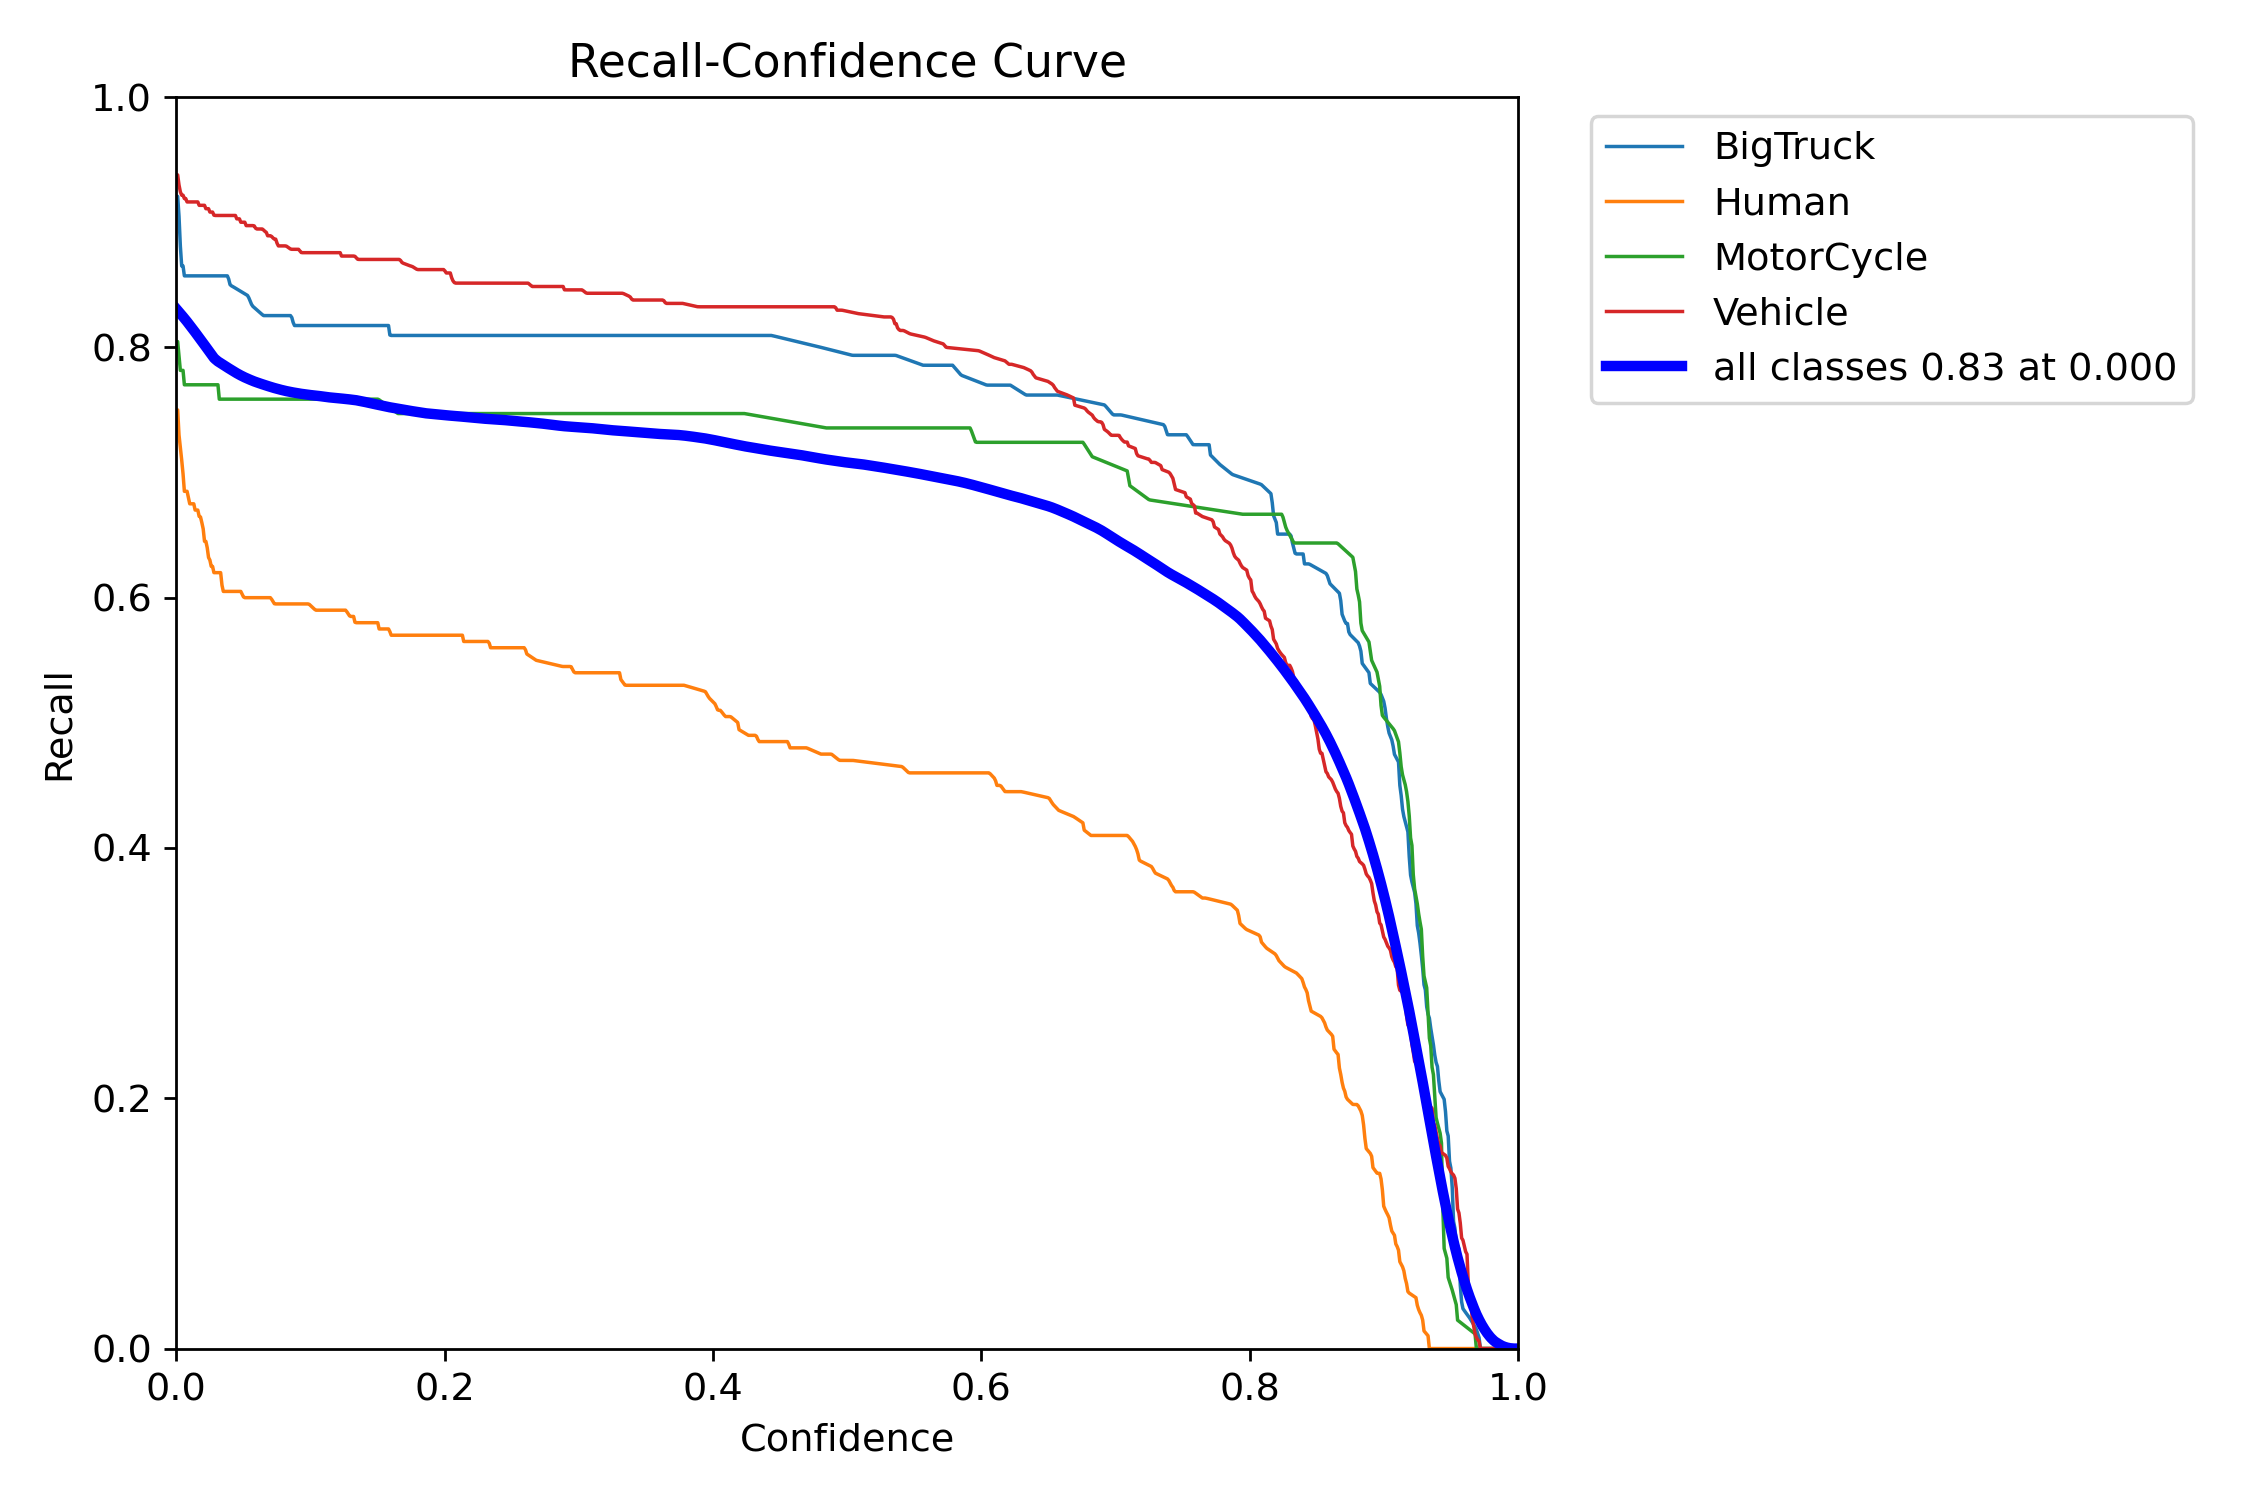 Recall-Confidence Curve
1.0
0.8
0.6
0.4
0.2
0.0
Recall
0.0 0.2 0.4 0.6 0.8 1.0
Confidence
BigTruck
Human
MotorCycle
Vehicle
all classes 0.83 at 0.000